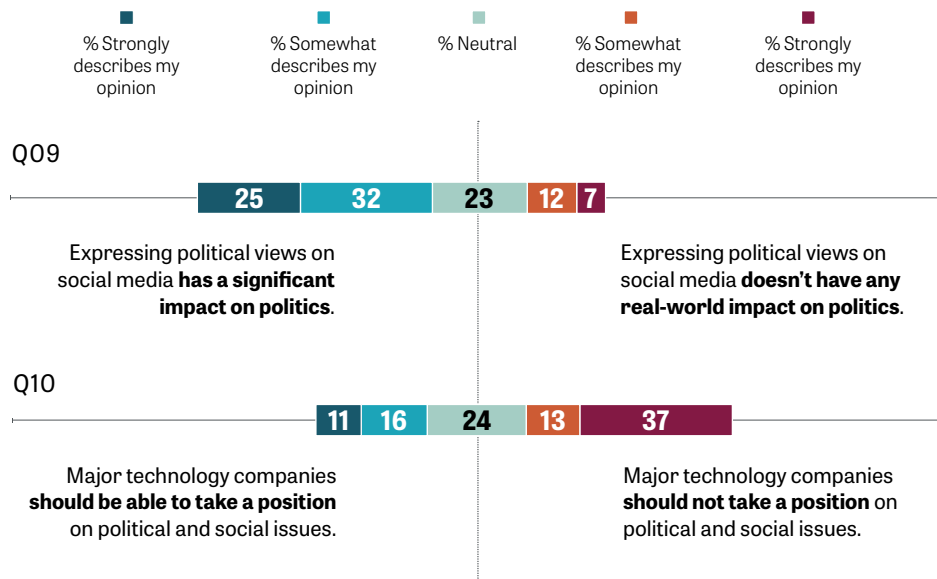 % Strongly describes my opinion
% Somewhat describes my opinion
% Neutral
% Somewhat describes my opinion
% Strongly describes my opinion
Q09
25 32 23 12 7
Expressing political views on
social media has a significant
impact on politics.
Expressing political views on
social media doesn't have any
real-world impact on politics.
Q10
11 16 24 13 37
Major technology companies
should be able to take a position
on political and social issues.
Major technology companies
should not take a position on
political and social issues.